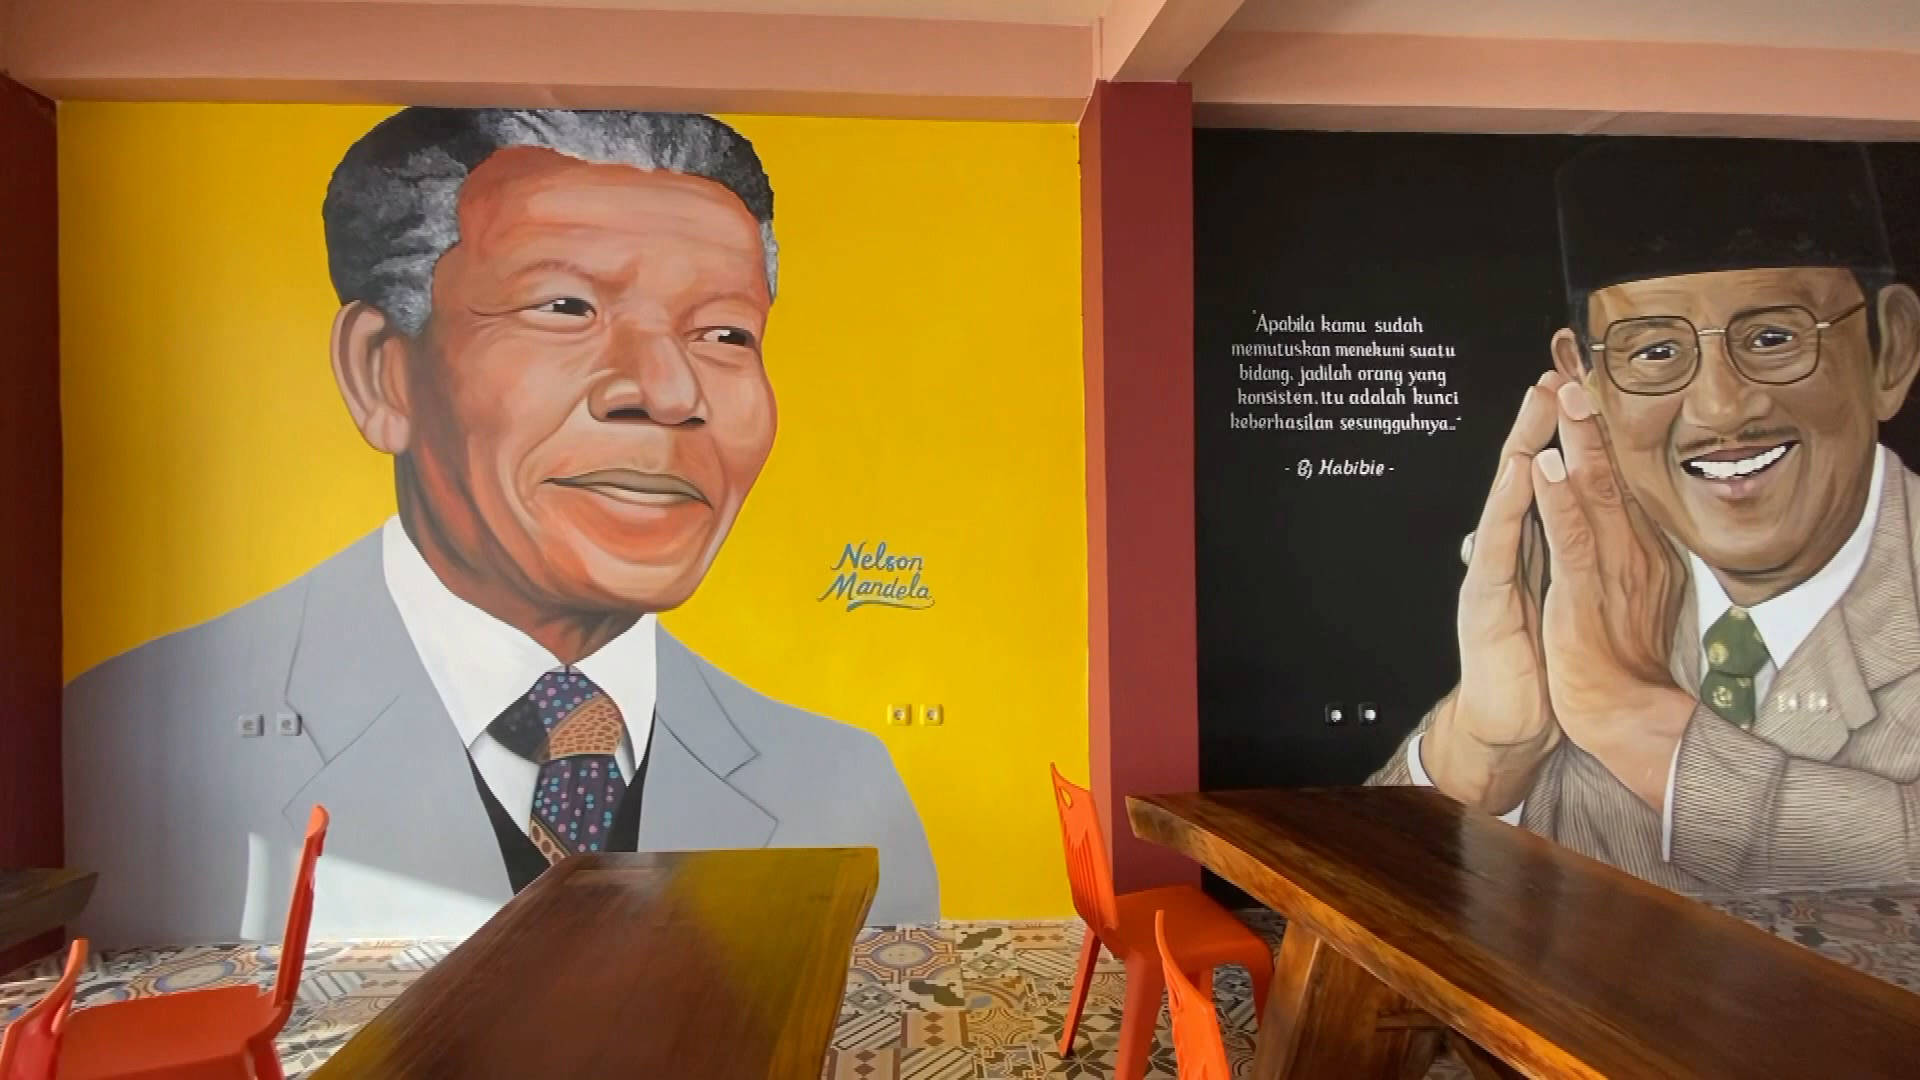 Nelson
Mandela
"Apabila kamu sudah
memutuskan menekuni suatu
bidang, jadilah orang yang
konsisten. itu adalah kunci
keberhasilan sesungguhnya.."
- Bj Habibie -